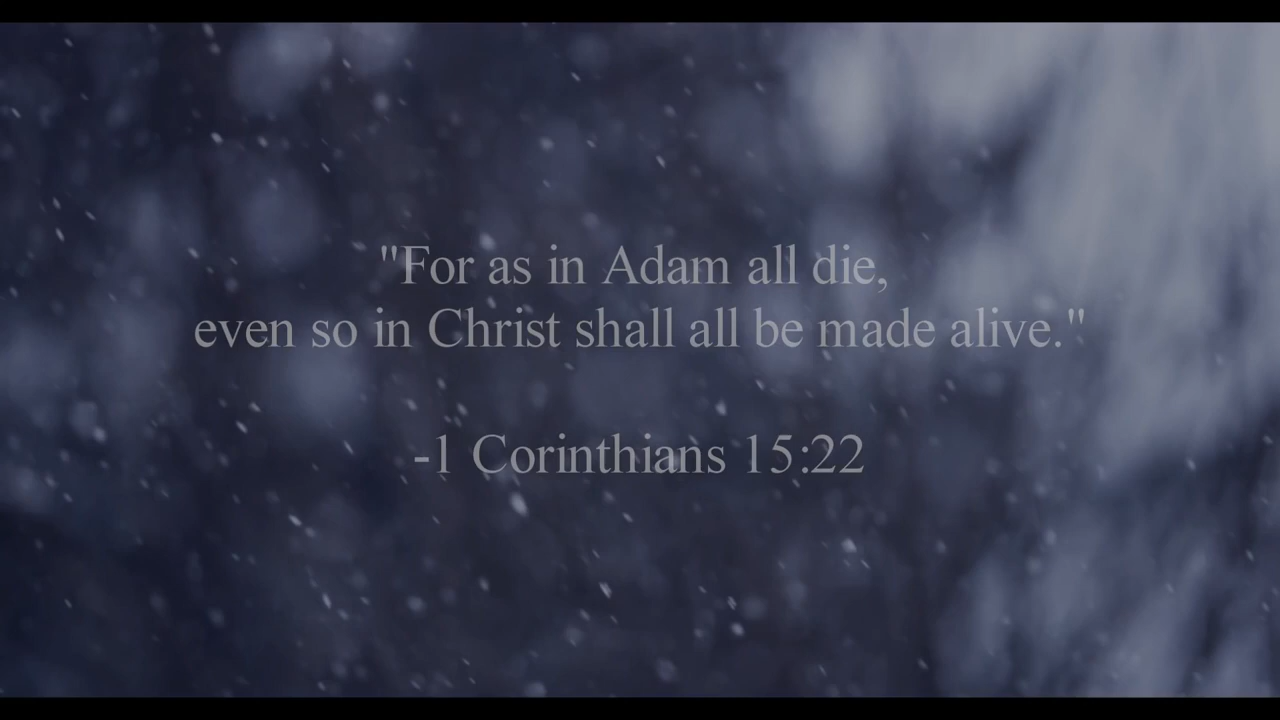 "For as in Adam all die,
even so in Christ shall all be made alive."
-1 Corinthians 15:22